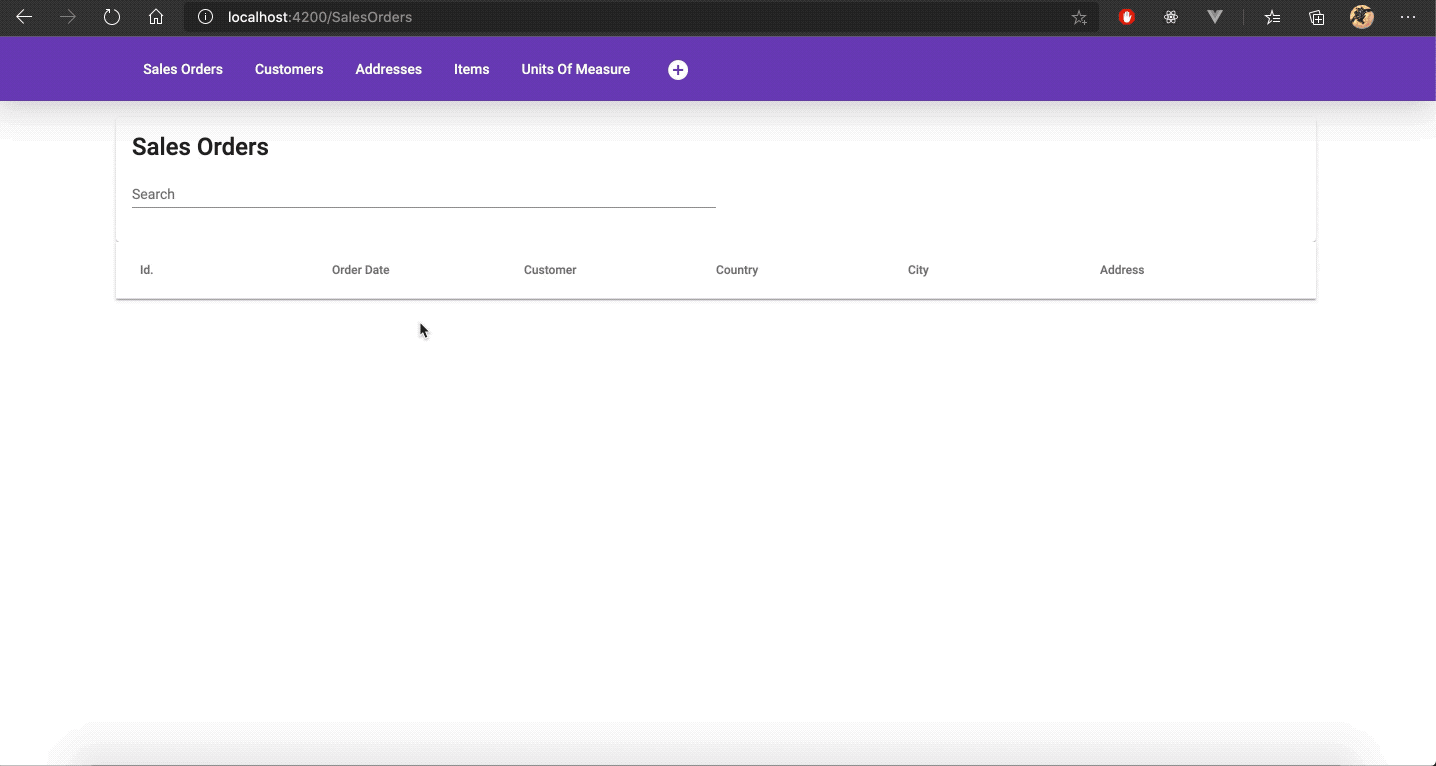 localhost:4200/SalesOrders
Sales Orders Customers Addresses Items Units Of Measure
Sales Orders
Search
Id. Order Date Customer Country City Address